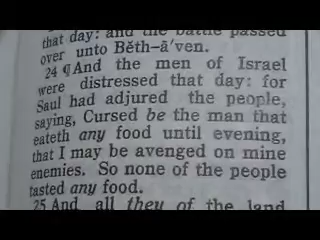 that day: and the battle passed
over unto Bĕth–ā′ven.
24 ¶And the men of Israel
were distressed that day: for
Saul had adjured the people,
saying, Cursed be the man that
eateth any food until evening,
that I may be avenged on mine
enemies. So none of the people
tasted any food.
25 And all they of the land